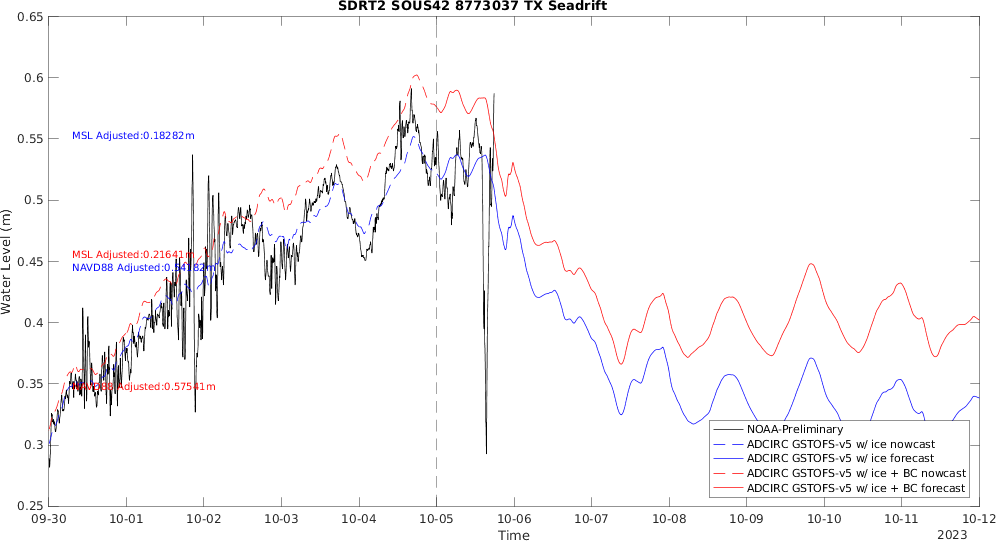 SDRT2 SOUS42 8773037 TX Seadrift
0.65
0.6
0.55
0.5
0.45
0.4
0.35
0.3
0.25
Water Level (m)
MSL Adjusted:0.18282m
MSL Adjusted:0.21641m
NAVD88 Adjusted:0.54182m
NAVD88 Adjusted:0.57541m
NOAA-Preliminary
ADCIRC GSTOFS-v5 w/ ice nowcast
ADCIRC GSTOFS-v5 w/ ice forecast
ADCIRC GSTOFS-v5 w/ ice + BC nowcast
ADCIRC GSTOFS-v5 w/ ice + BC forecast
09-30 10-01 10-02 10-03 10-04 10-05 10-06 10-07 10-08 10-09 10-10 10-11 10-12
Time
2023